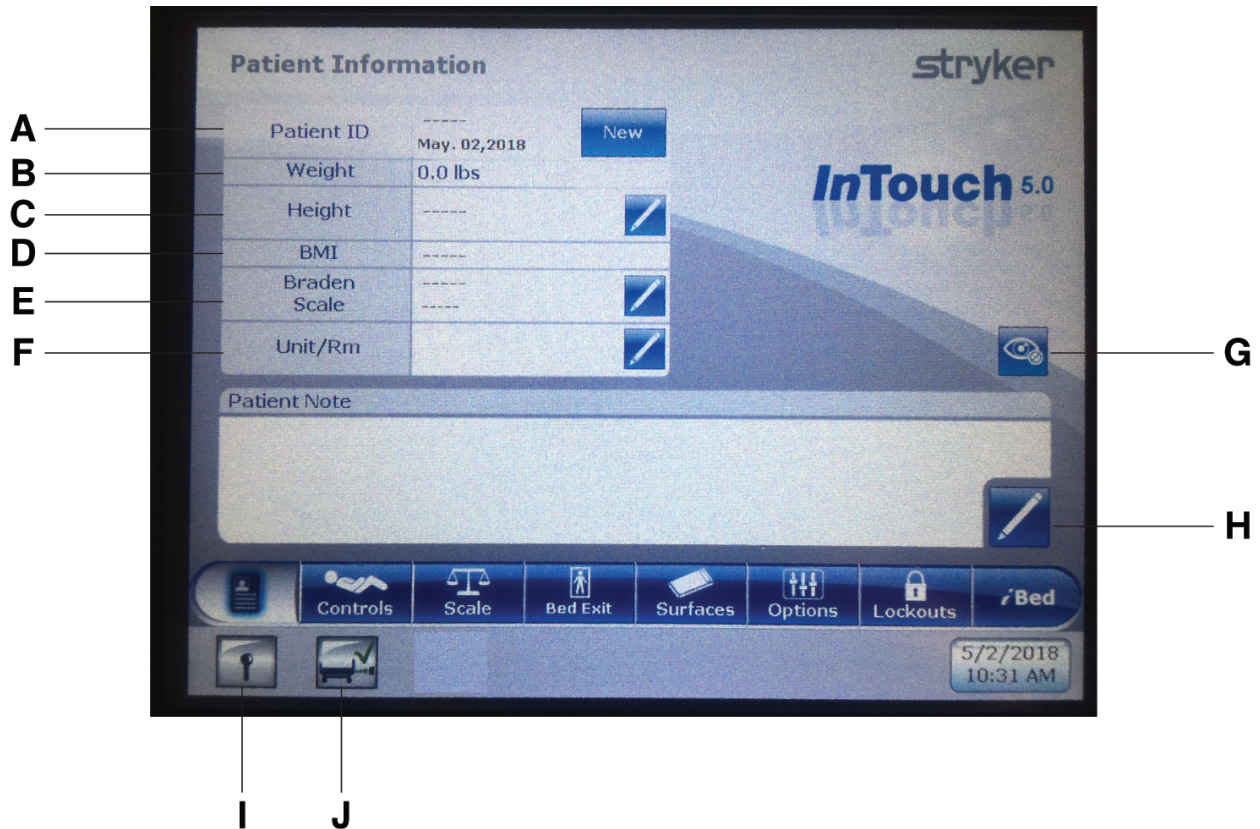 Patient Information
stryker
A
Patient ID
-----
New
May. 02,2018
B
Weight
0.0 lbs
InTouch 5.0
C
Height
-----
D
BMI
-----
E
Braden
Scale
-----
-----
F
Unit/Rm
G
Patient Note
H
Controls
Scale
Bed Exit
Surfaces
Options
Lockouts
iBed
5/2/2018
10:31 AM
I
J